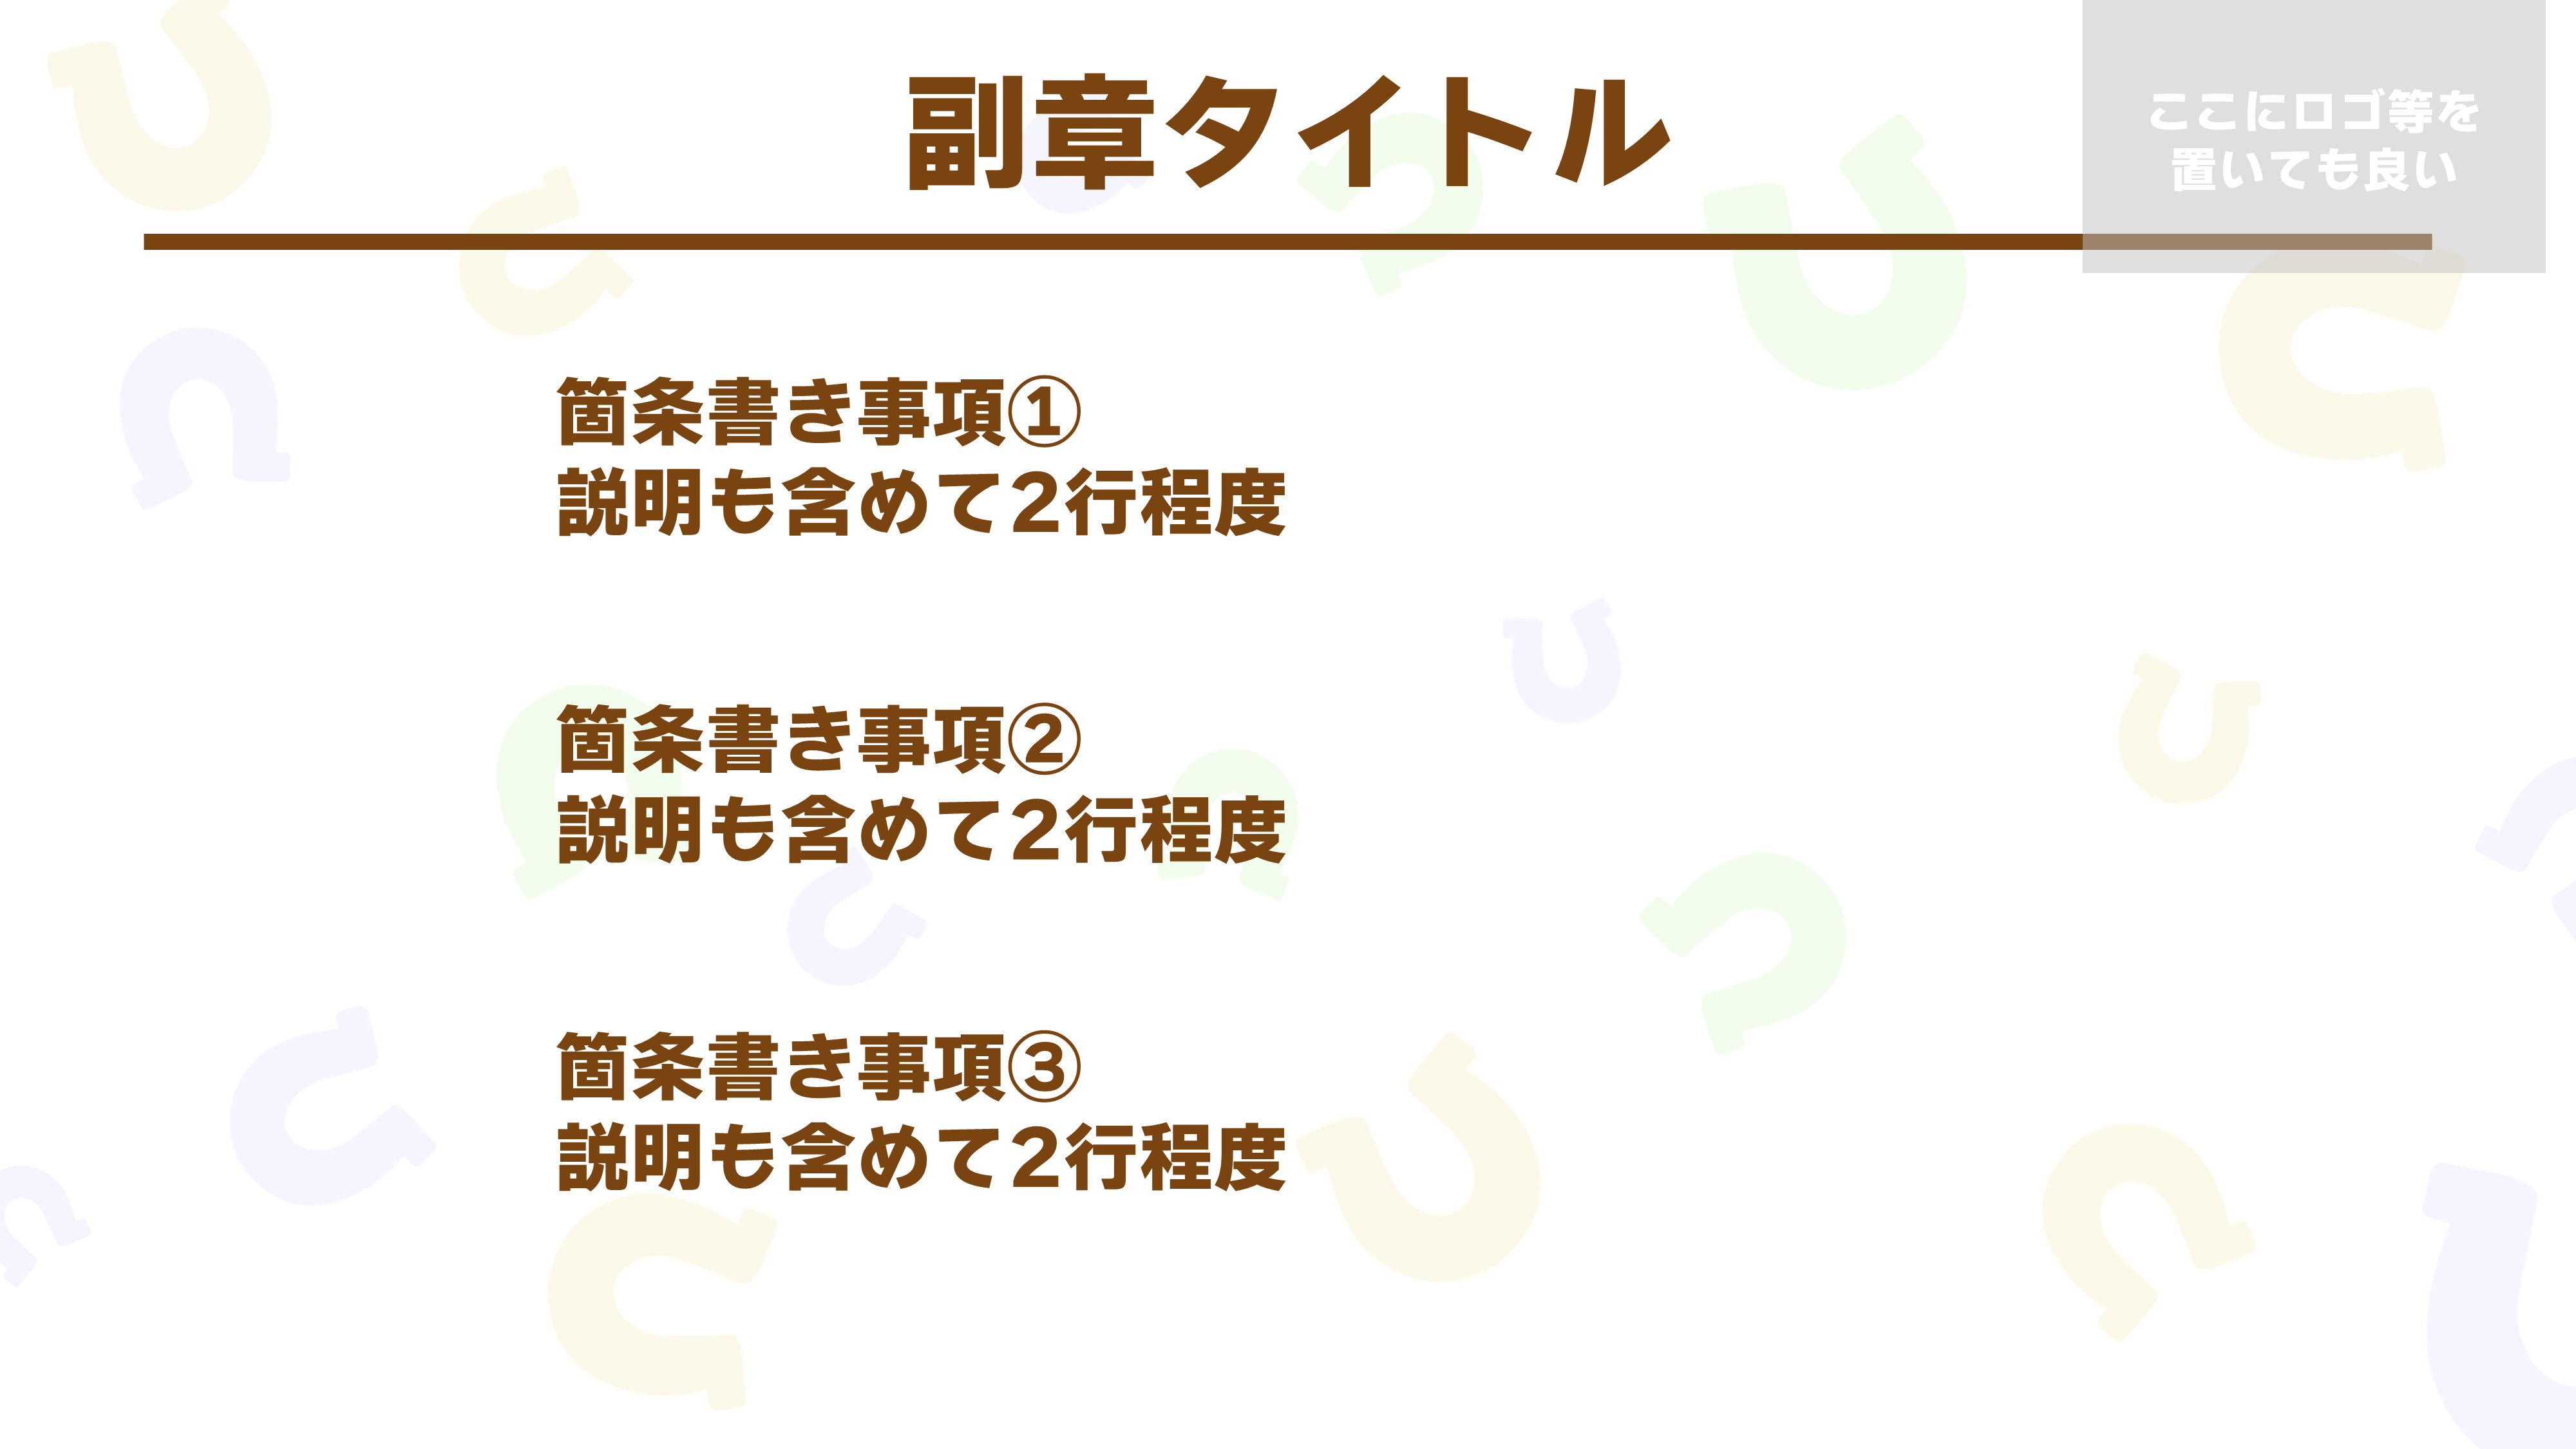 副章タイトル
ここにロゴ等を
置いても良い
箇条書き事項①
説明も含めて2行程度
箇条書き事項②
説明も含めて2行程度
箇条書き事項③
説明も含めて2行程度